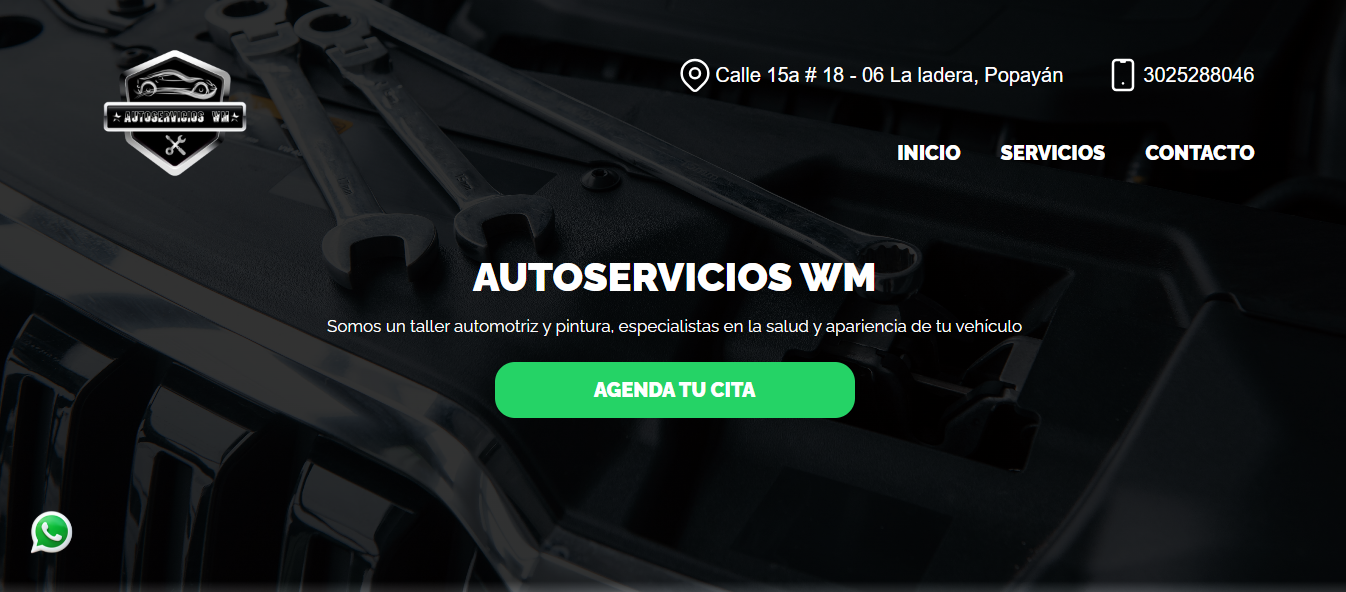 AUTOSERVICIOS WM
Calle 15a # 18 - 06 La ladera, Popayán
3025288046
INICIO
SERVICIOS
CONTACTO
AUTOSERVICIOS WM
Somos un taller automotriz y pintura, especialistas en la salud y apariencia de tu vehículo
AGENDA TU CITA